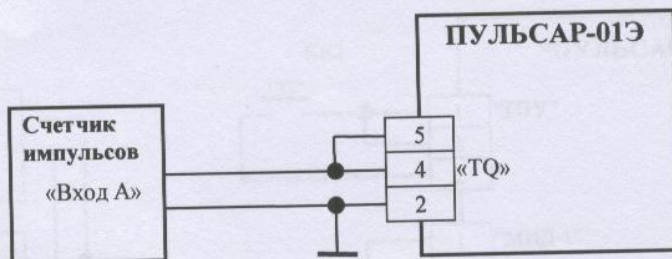 ПУЛЬСАР-01Э
Счетчик
импульсов
«Вход А»
5
4
2
«TQ»